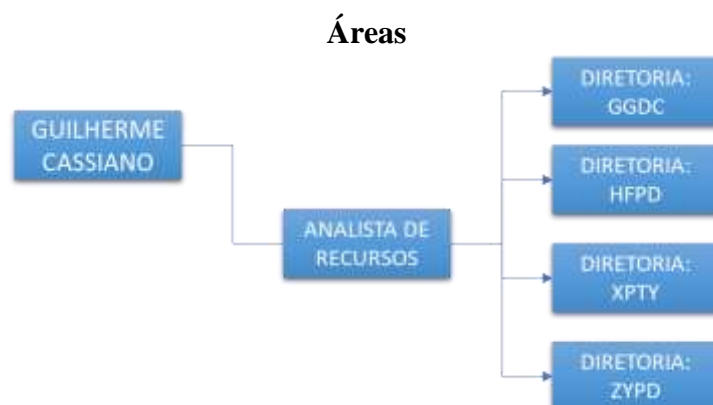 Áreas
GUILHERME
CASSIANO
ANALISTA DE
RECURSOS
DIRETORIA:
GGDC
DIRETORIA:
HFPD
DIRETORIA:
XPTY
DIRETORIA:
ZYPD